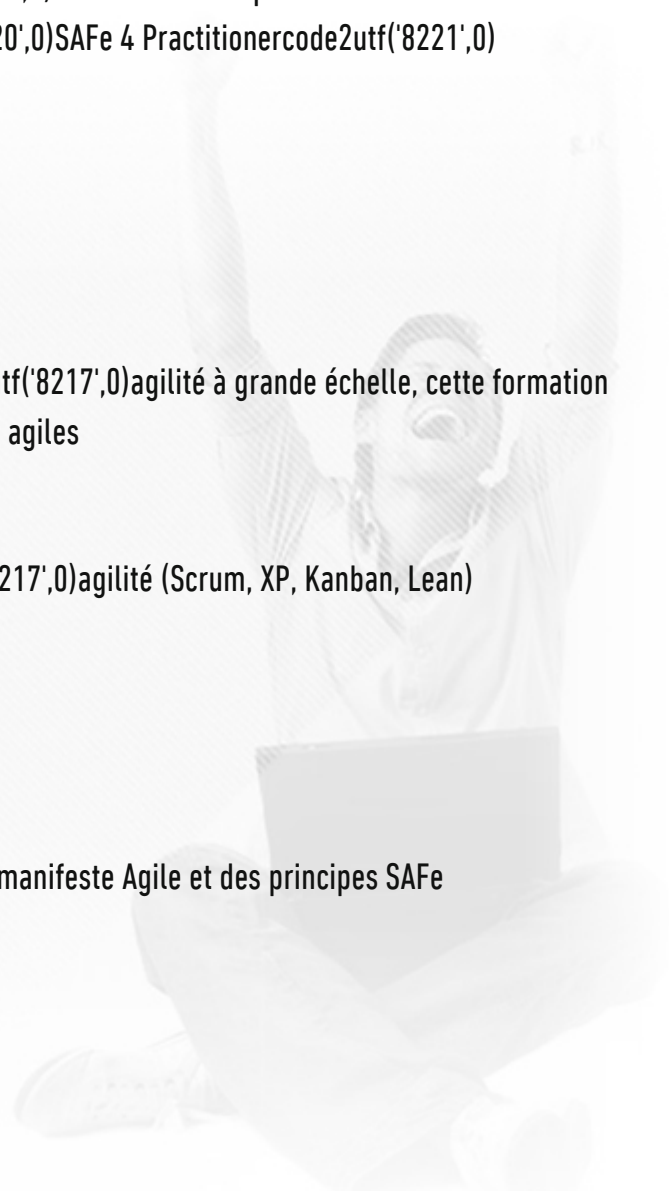 20',0)SAFe 4 Practitionercode2utf('8221',0)
tf('8217',0)agilité à grande échelle, cette formation
agiles
217',0)agilité (Scrum, XP, Kanban, Lean)
manifeste Agile et des principes SAFe